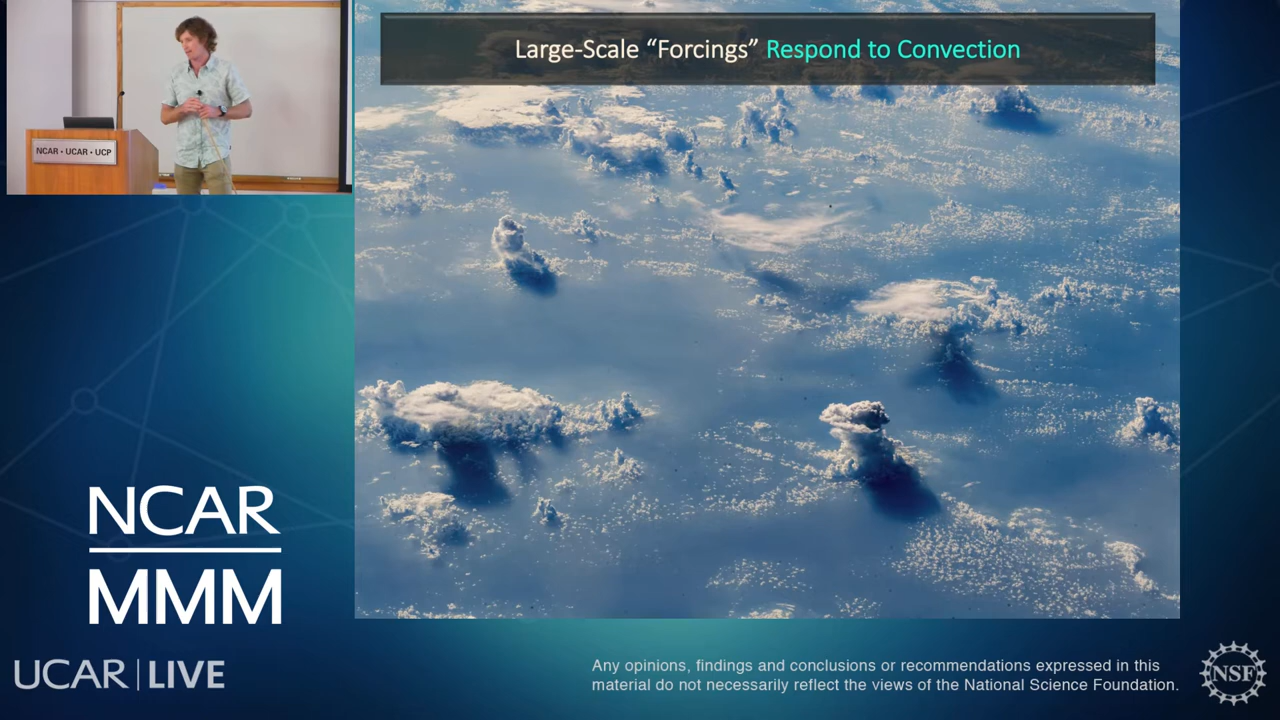 Large-Scale “Forcings” Respond to Convection
NCAR • UCAR • UCP
NCAR
MMM
UCAR | LIVE
Any opinions, findings and conclusions or recommendations expressed in this
material do not necessarily reflect the views of the National Science Foundation.
NSF